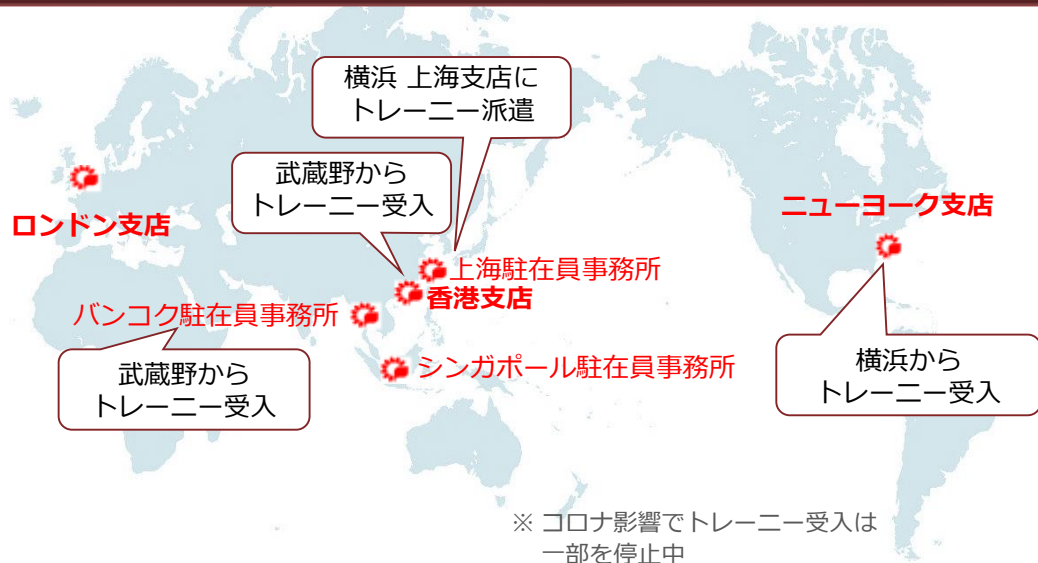 横浜 上海支店に
トレーニー派遣
武蔵野から
トレーニー受入
ロンドン支店
ニューヨーク支店
上海駐在員事務所
香港支店
バンコク駐在員事務所
武蔵野から
トレーニー受入
シンガポール駐在員事務所
横浜から
トレーニー受入
※ コロナ影響でトレーニー受入は
一部を停止中